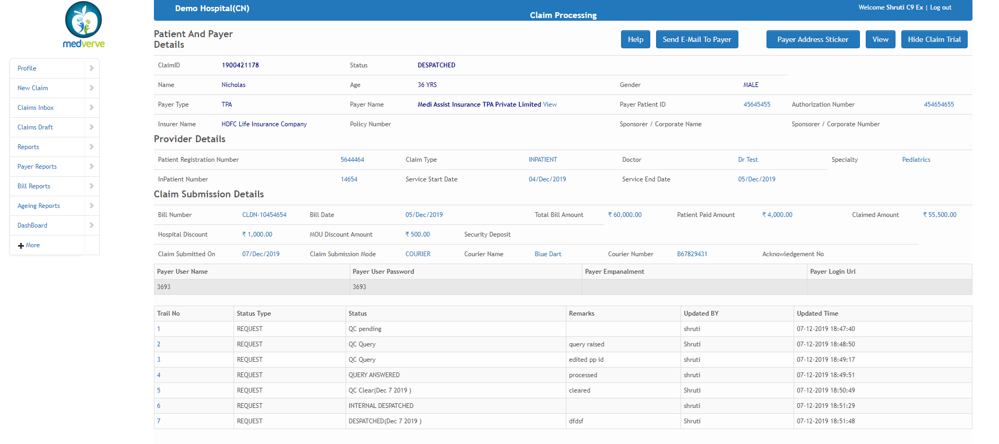 Demo Hospital(CN)
Welcome Shruti C9 Ex | Log out
Claim Processing
medverve
Profile
New Claim
Claims Inbox
Claims Draft
Reports
Payer Reports
Bill Reports
Ageing Reports
DashBoard
More
Patient And Payer
Details
Help Send E-Mail To Payer Payer Address Sticker View Hide Claim Trial
ClaimID 1900421178 Status DESPATCHED
Name Nicholas Age 36 YRS Gender MALE
Payer Type TPA Payer Name Medi Assist Insurance TPA Private Limited View Payer Patient ID 45645455 Authorization Number 454654655
Insurer Name HDFC Life Insurance Company Policy Number Sponsorer / Corporate Name Sponsorer / Corporate Number
Provider Details
Patient Registration Number 5644464 Claim Type INPATIENT Doctor Dr Test Specialty Pediatrics
InPatient Number 14654 Service Start Date 04/Dec/2019 Service End Date 05/Dec/2019
Claim Submission Details
Bill Number CLDN-10454654 Bill Date 05/Dec/2019 Total Bill Amount ₹ 60,000.00 Patient Paid Amount ₹ 4,000.00 Claimed Amount ₹ 55,500.00
Hospital Discount ₹ 1,000.00 MOU Discount Amount ₹ 500.00 Security Deposit
Claim Submitted On 07/Dec/2019 Claim Submission Mode COURIER Courier Name Blue Dart Courier Number B67829431 Acknowledgement No
Payer User Name Payer User Password Payer Empanalment Payer Login Url
3693 3693
Trail No Status Type Status Remarks Updated BY Updated Time
1 REQUEST QC pending shruti 07-12-2019 18:47:40
2 REQUEST QC Query query raised Shruti 07-12-2019 18:48:50
3 REQUEST QC Query edited pp id shruti 07-12-2019 18:49:17
4 REQUEST QUERY ANSWERED processed shruti 07-12-2019 18:49:51
5 REQUEST QC Clear(Dec 7 2019 ) cleared Shruti 07-12-2019 18:50:49
6 REQUEST INTERNAL DESPATCHED shruti 07-12-2019 18:51:29
7 REQUEST DESPATCHED(Dec 7 2019 ) dfdsf Shruti 07-12-2019 18:51:48